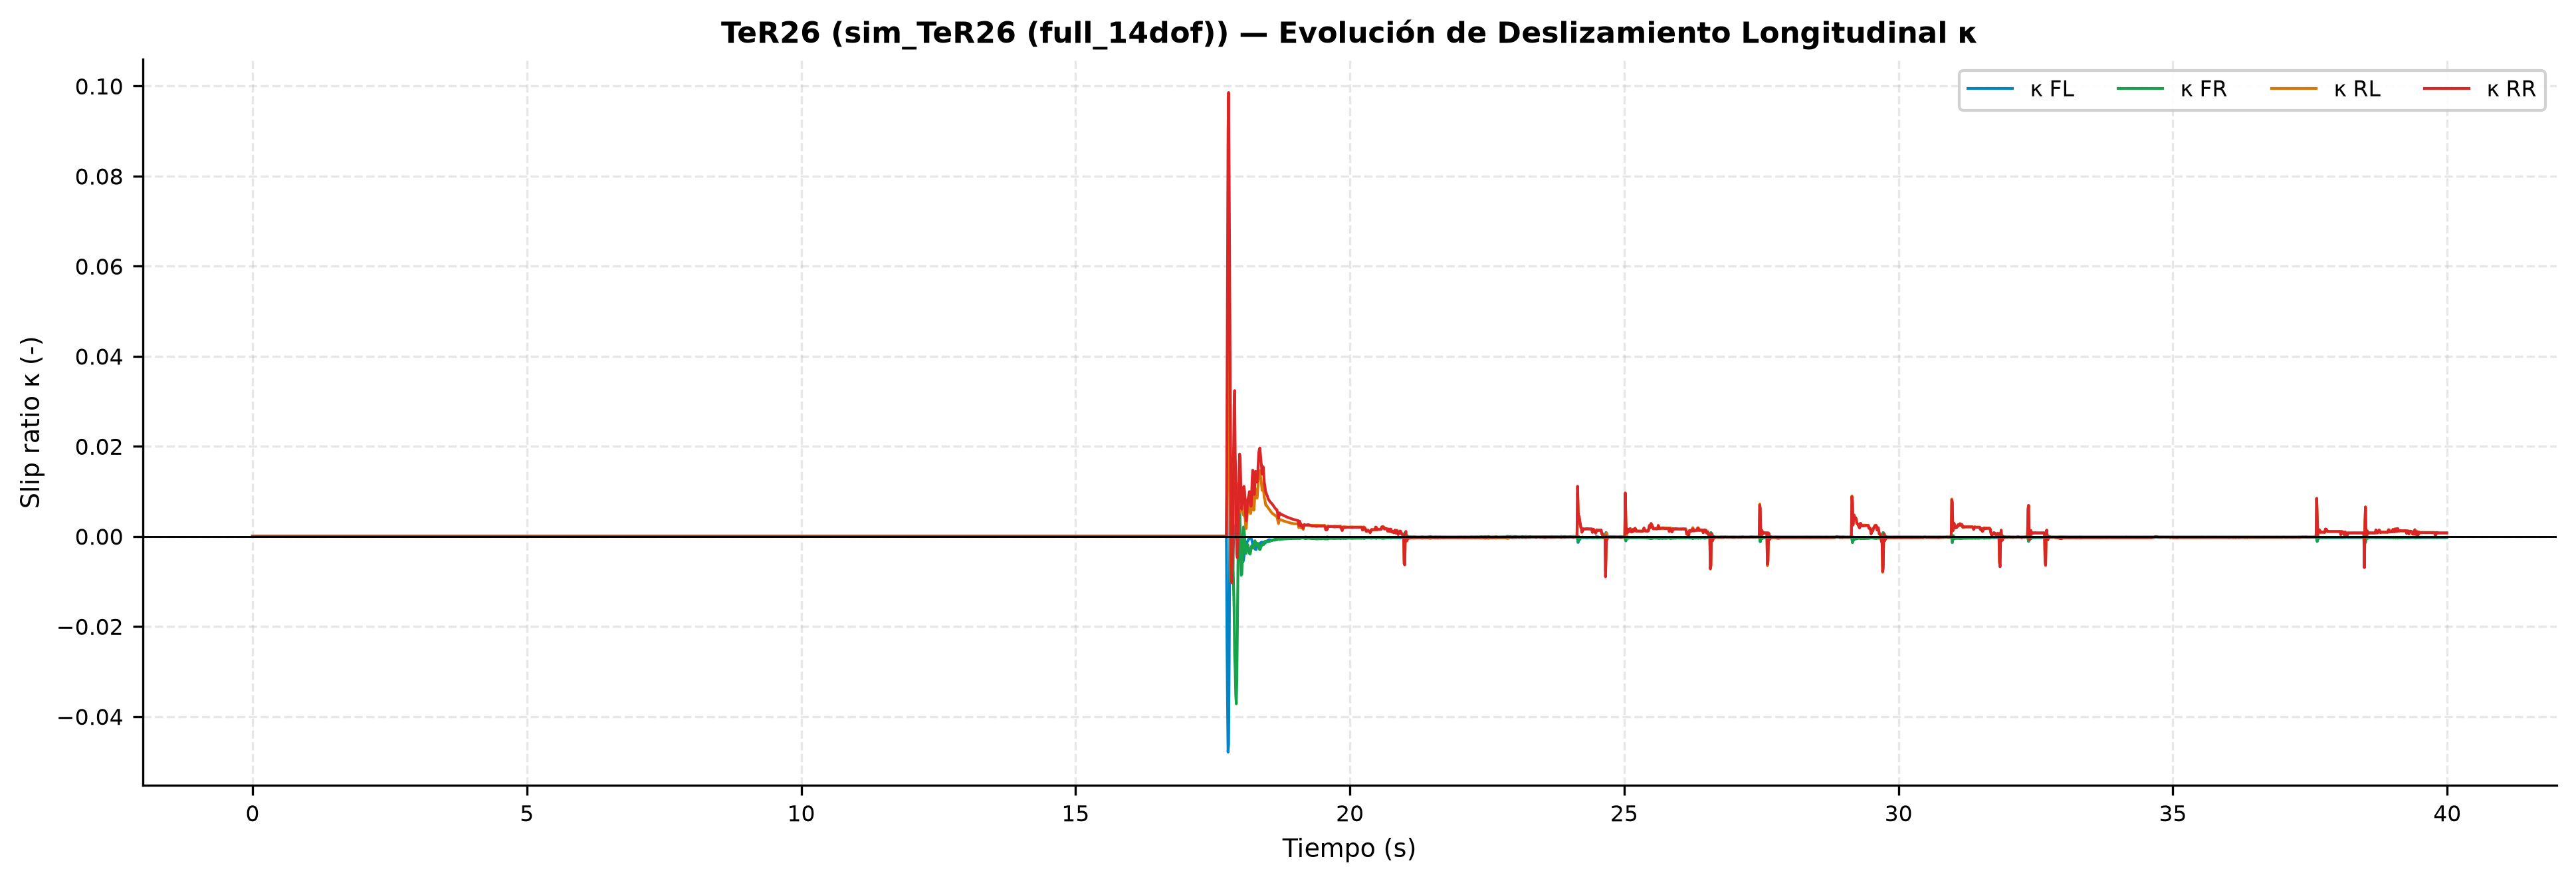 TeR26 (sim_TeR26 (full_14dof)) — Evolución de Deslizamiento Longitudinal κ
κ FL κ FR κ RL κ RR
0.10
0.08
0.06
0.04
0.02
0.00
−0.02
−0.04
Slip ratio κ (-)
0 5 10 15 20 25 30 35 40
Tiempo (s)